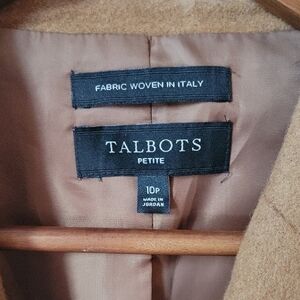 FABRIC WOVEN IN ITALY
TALBOTS
PETITE
10P
MADE IN
JORDAN